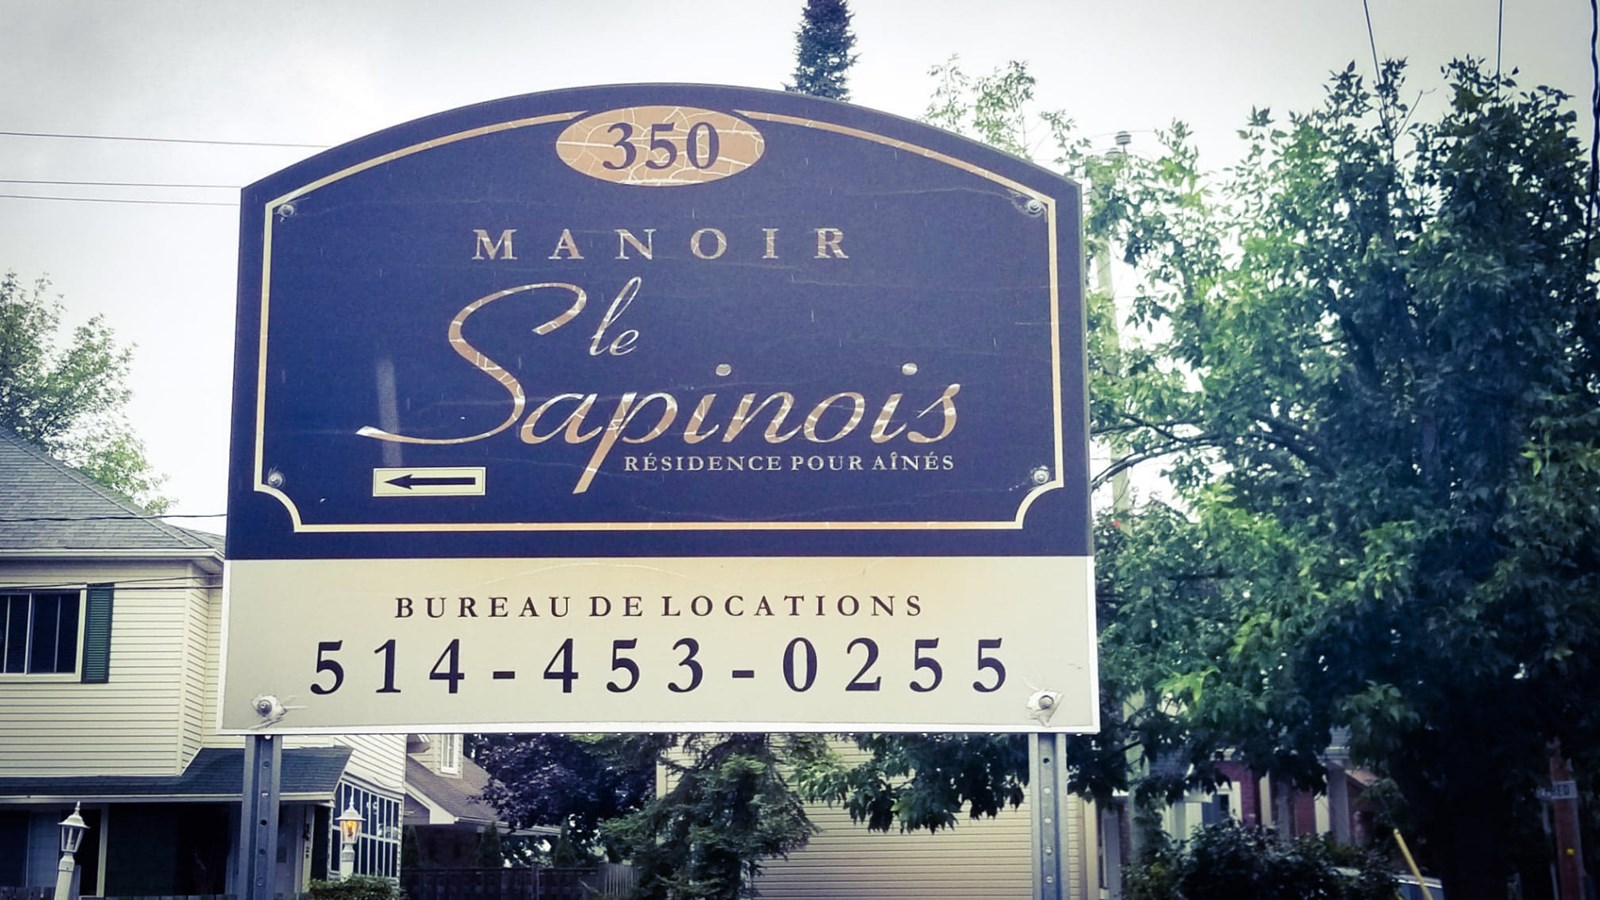 350
MANOIR
le
Sapinois
RÉSIDENCE POUR AÎNÉS
BUREAU DE LOCATIONS
514-453-0255